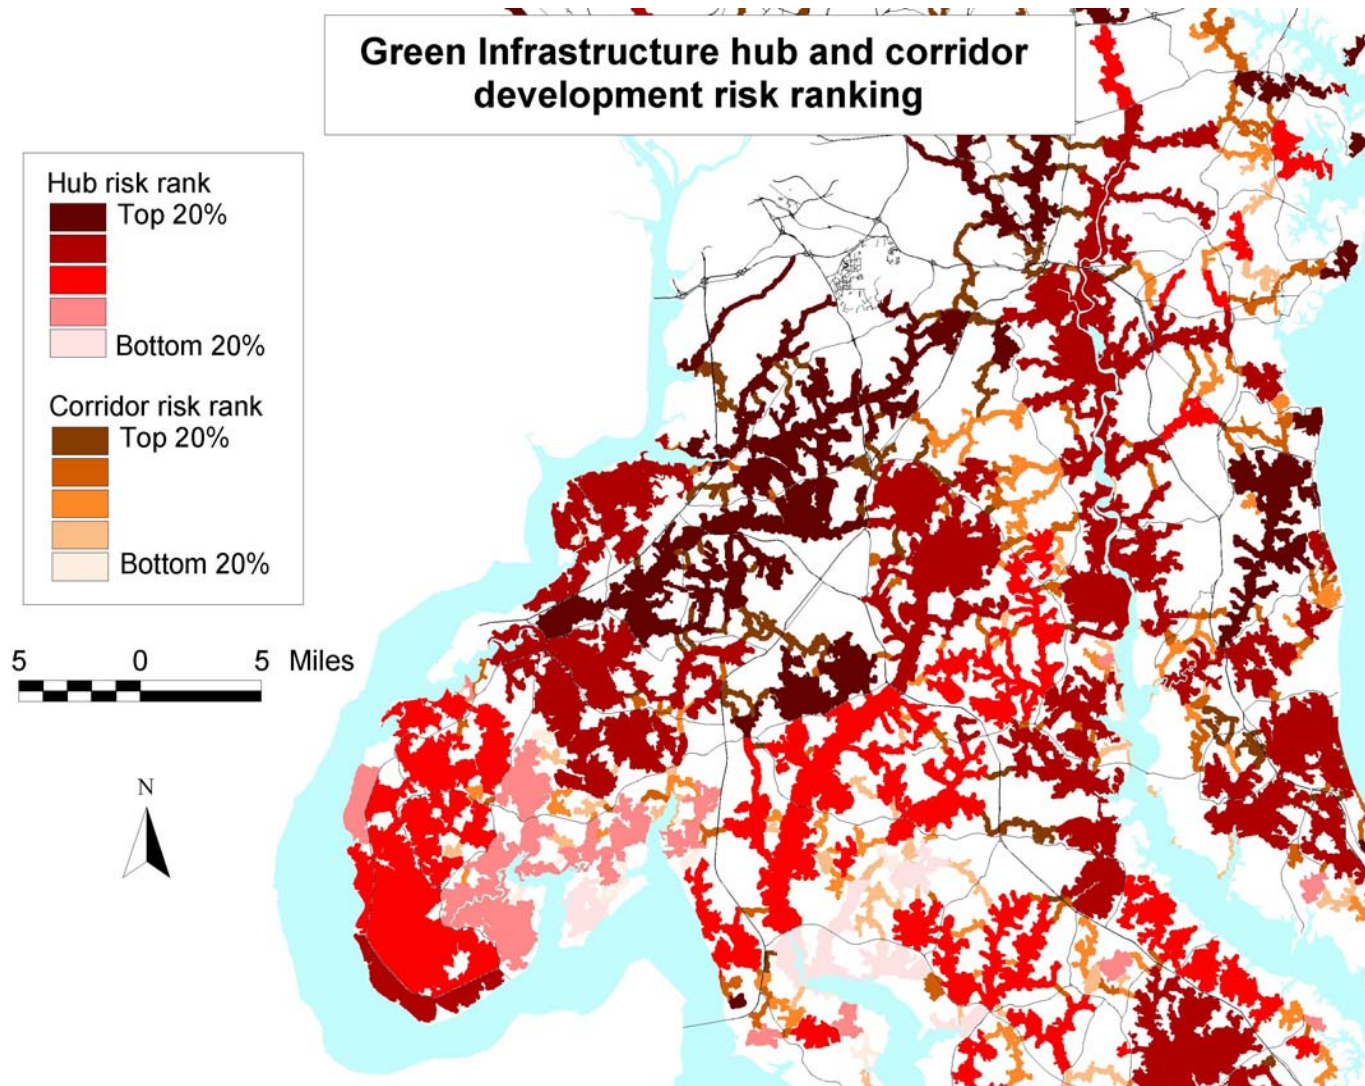 Green Infrastructure hub and corridor
development risk ranking
Hub risk rank
Top 20%
Bottom 20%
Corridor risk rank
Top 20%
Bottom 20%
5 0 5 Miles
N